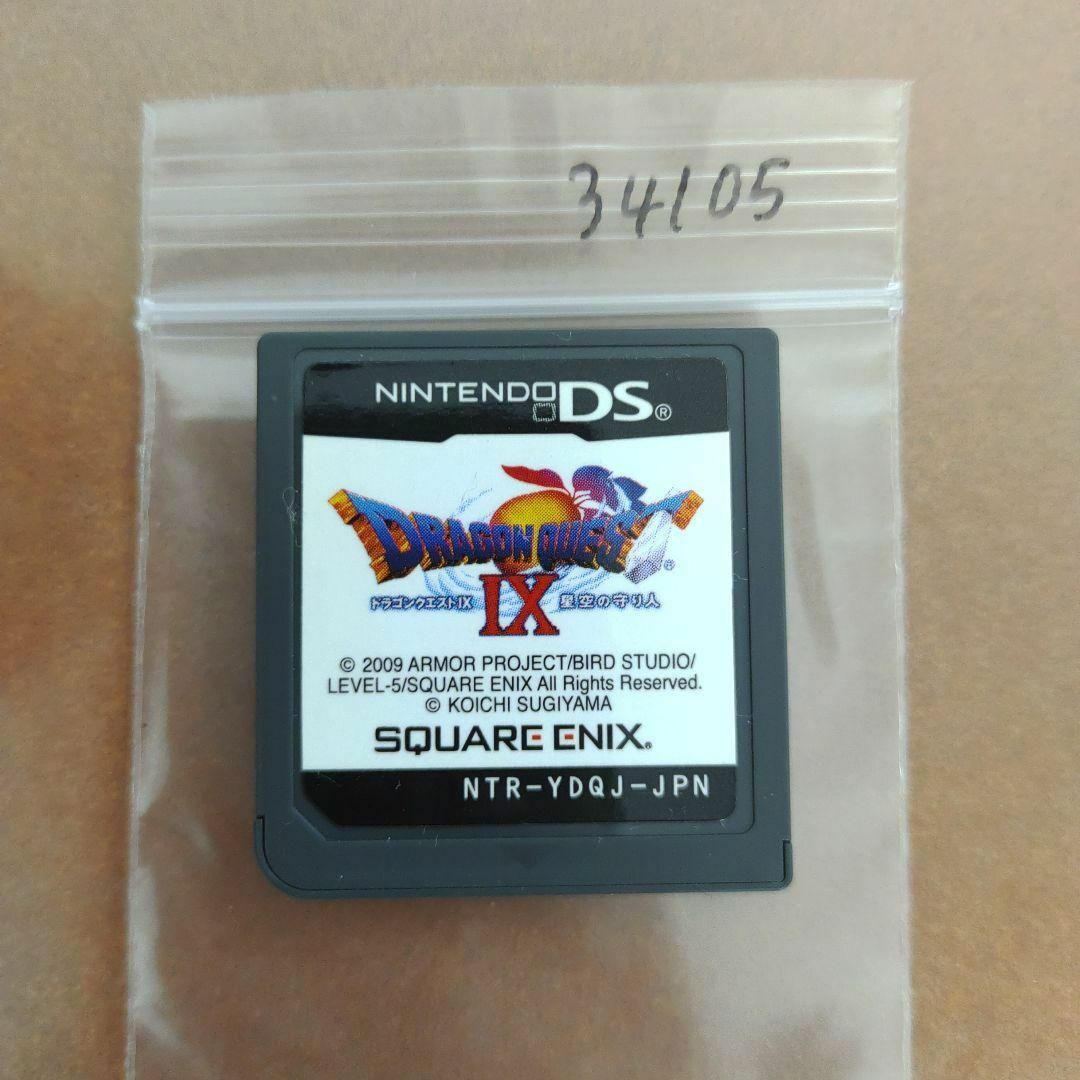 34105
NINTENDO DS®
DRAGON QUEST®
IX
ドラゴンクエストIX 星空の守り人
© 2009 ARMOR PROJECT/BIRD STUDIO/
LEVEL-5/SQUARE ENIX All Rights Reserved.
© KOICHI SUGIYAMA
SQUARE ENIX®
NTR-YDQJ-JPN